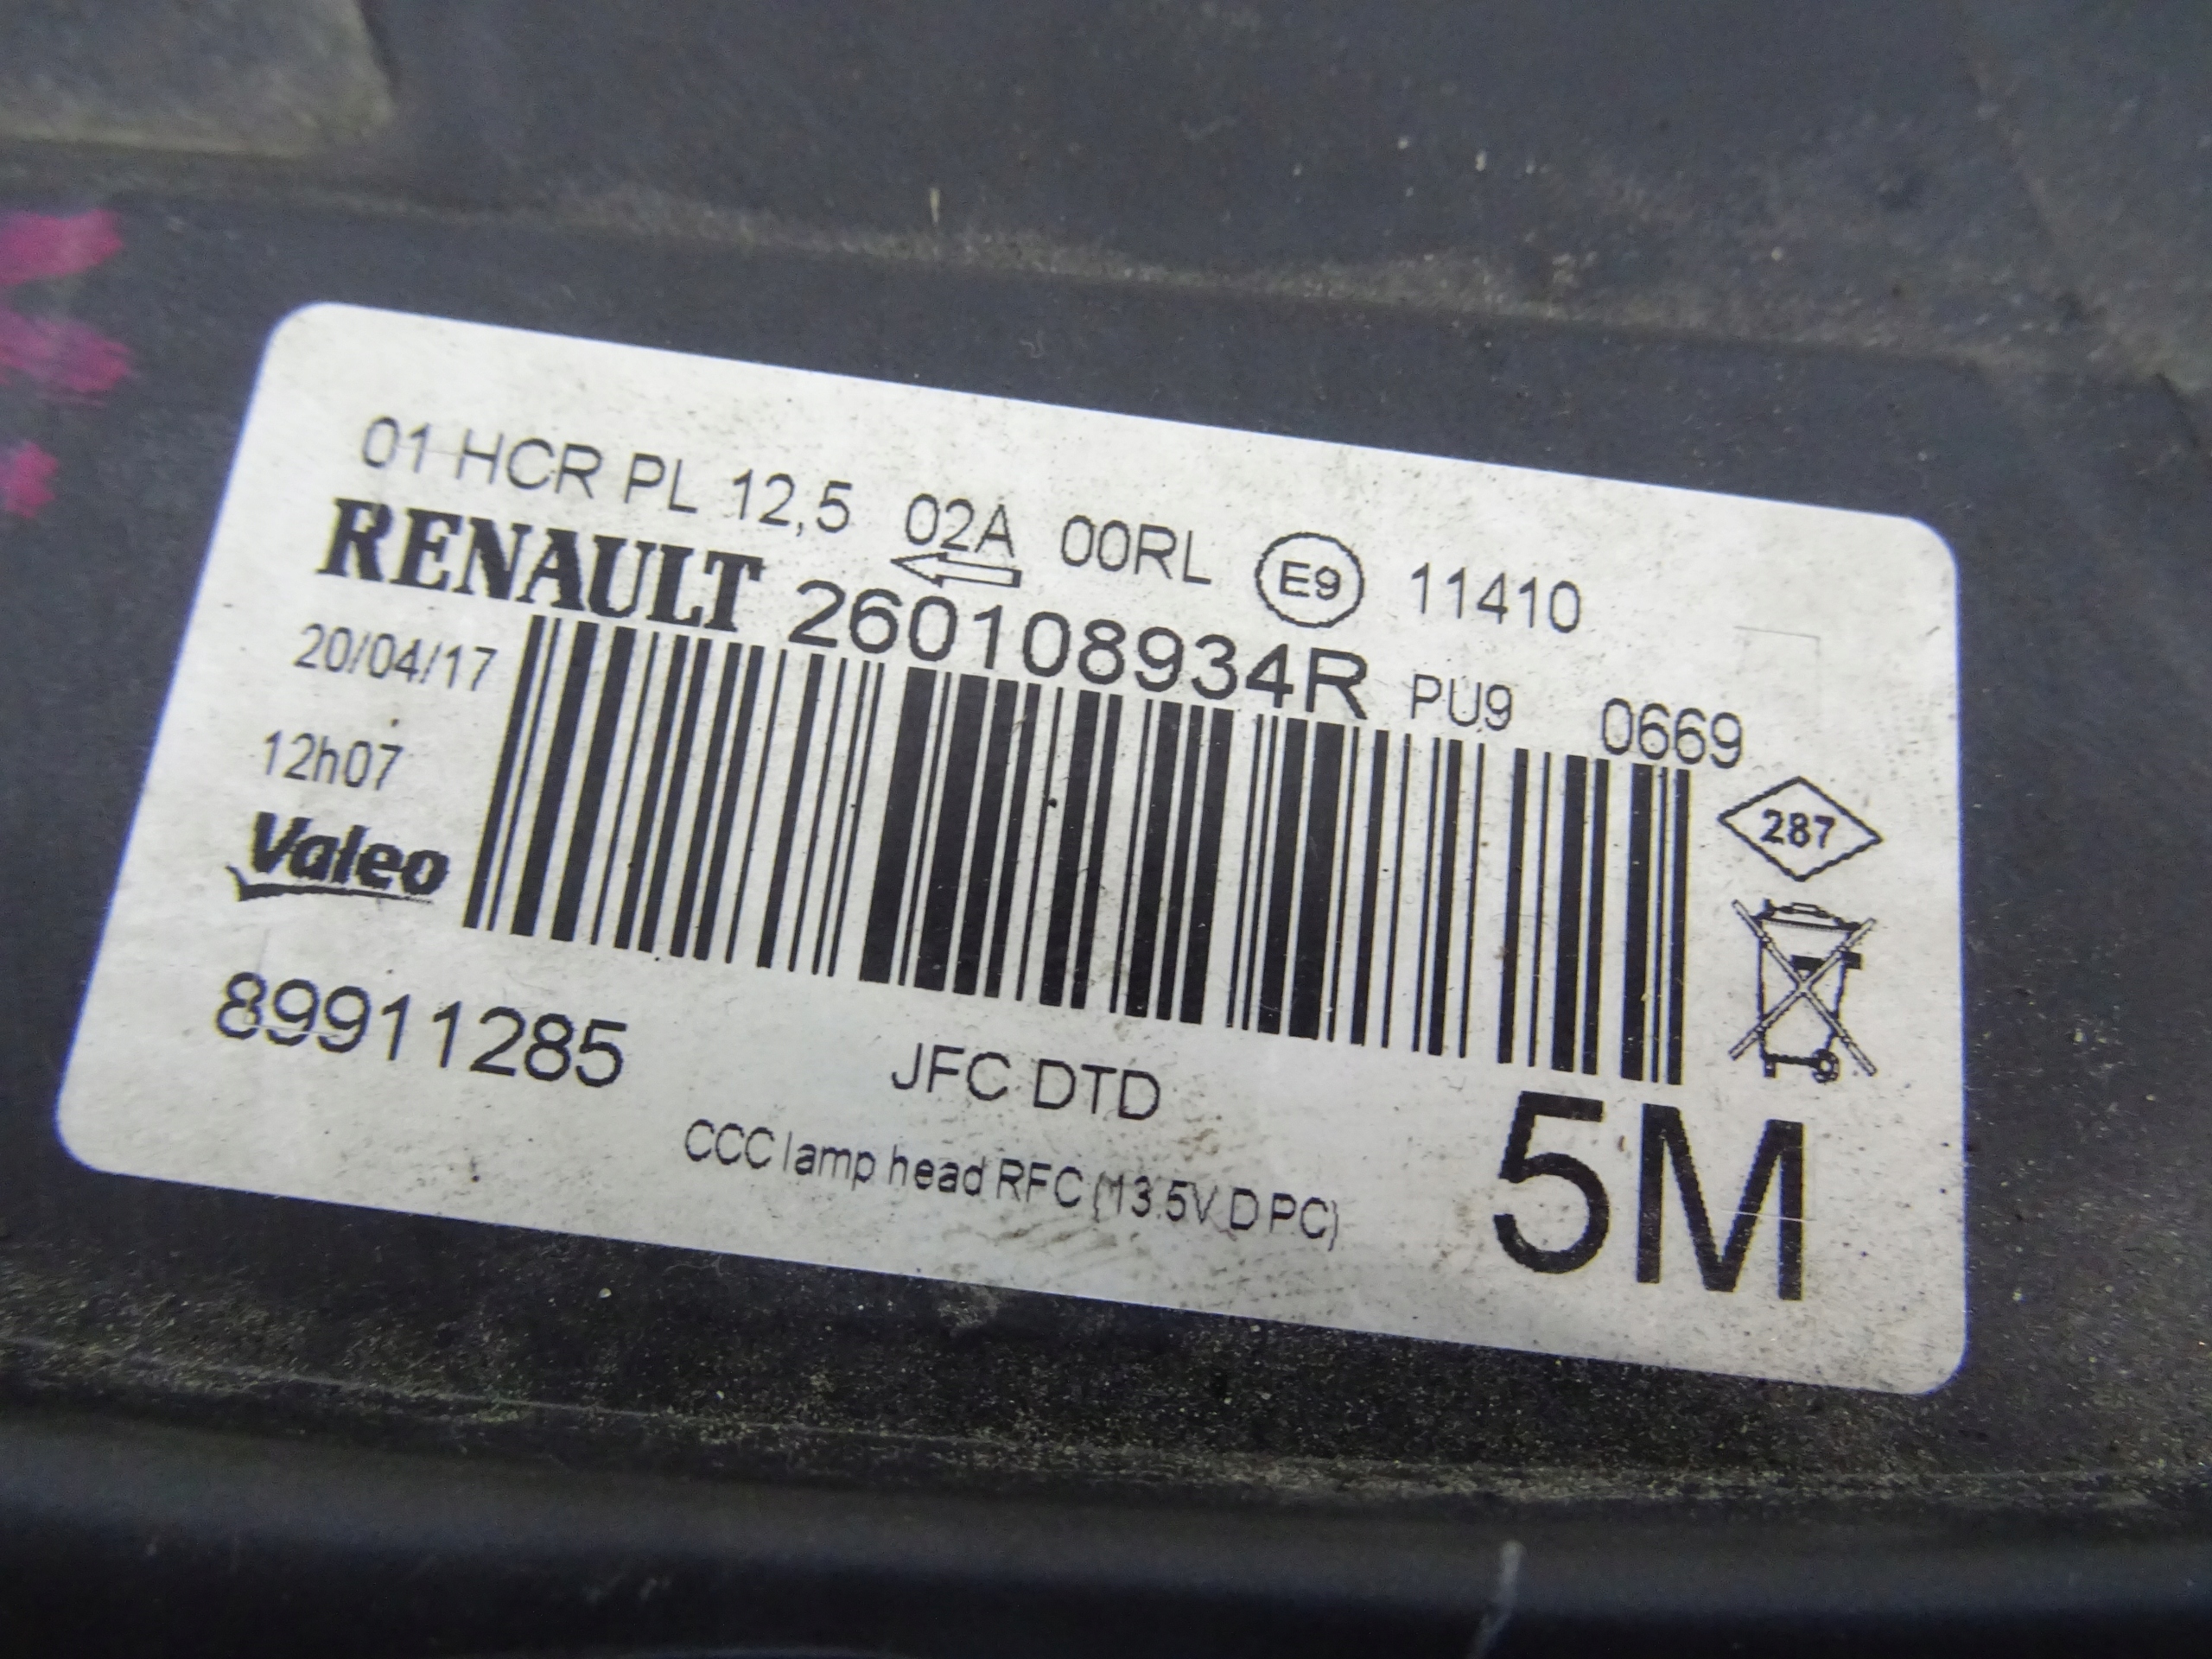 01 HCR PL 12,5 02A 00RL E9 11410
RENAULT 260108934R PU9 0669
20/04/17
12h07
287
Valeo
89911285
JFC DTD
5M
CCC lamp head RFC (13.5V D PC)